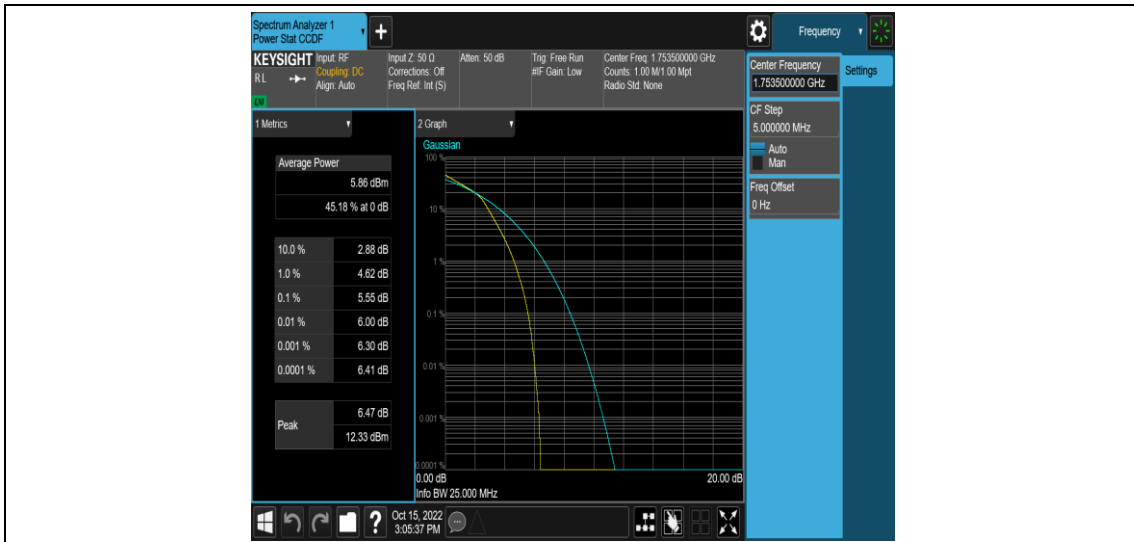 Spectrum Analyzer 1
Power Stat CCDF
Frequency
KEYSIGHT
RL
LM
Input: RF
Coupling: DC
Align: Auto
Input Z: 50 Ω
Corrections: Off
Freq Ref: Int (S)
Atten: 50 dB
Trig: Free Run
#IF Gain: Low
Center Freq: 1.753500000 GHz
Counts: 1.00 M/1.00 Mpt
Radio Std: None
Center Frequency
1.753500000 GHz
Settings
CF Step
5.000000 MHz
Auto
Man
Freq Offset
0 Hz
1 Metrics
Average Power
5.86 dBm
45.18 % at 0 dB
10.0 % 2.88 dB
1.0 % 4.62 dB
0.1 % 5.55 dB
0.01 % 6.00 dB
0.001 % 6.30 dB
0.0001 % 6.41 dB
Peak
6.47 dB
12.33 dBm
2 Graph
Gaussian
100 %
10 %
1 %
0.1 %
0.01 %
0.001 %
0.0001 %
0.00 dB 20.00 dB
Info BW 25.000 MHz
Oct 15, 2022
3:05:37 PM